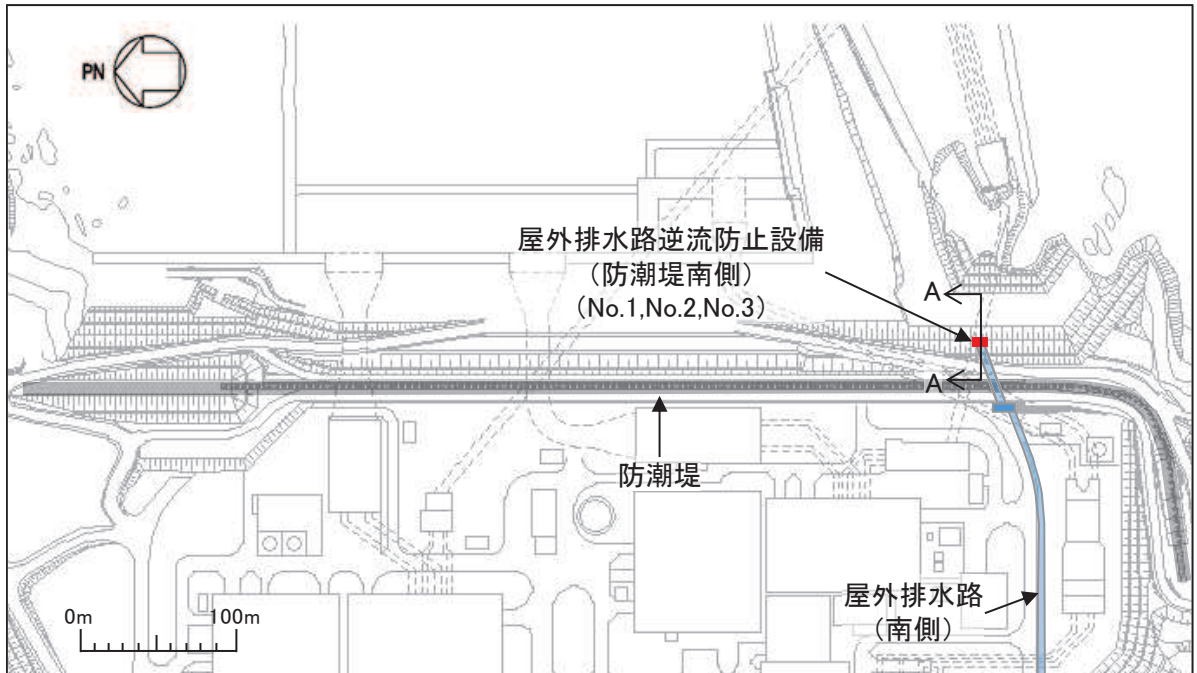 PN
屋外排水路逆流防止設備
（防潮堤南側）
（No.1,No.2,No.3）
A
A
防潮堤
屋外排水路
（南側）
0m
100m